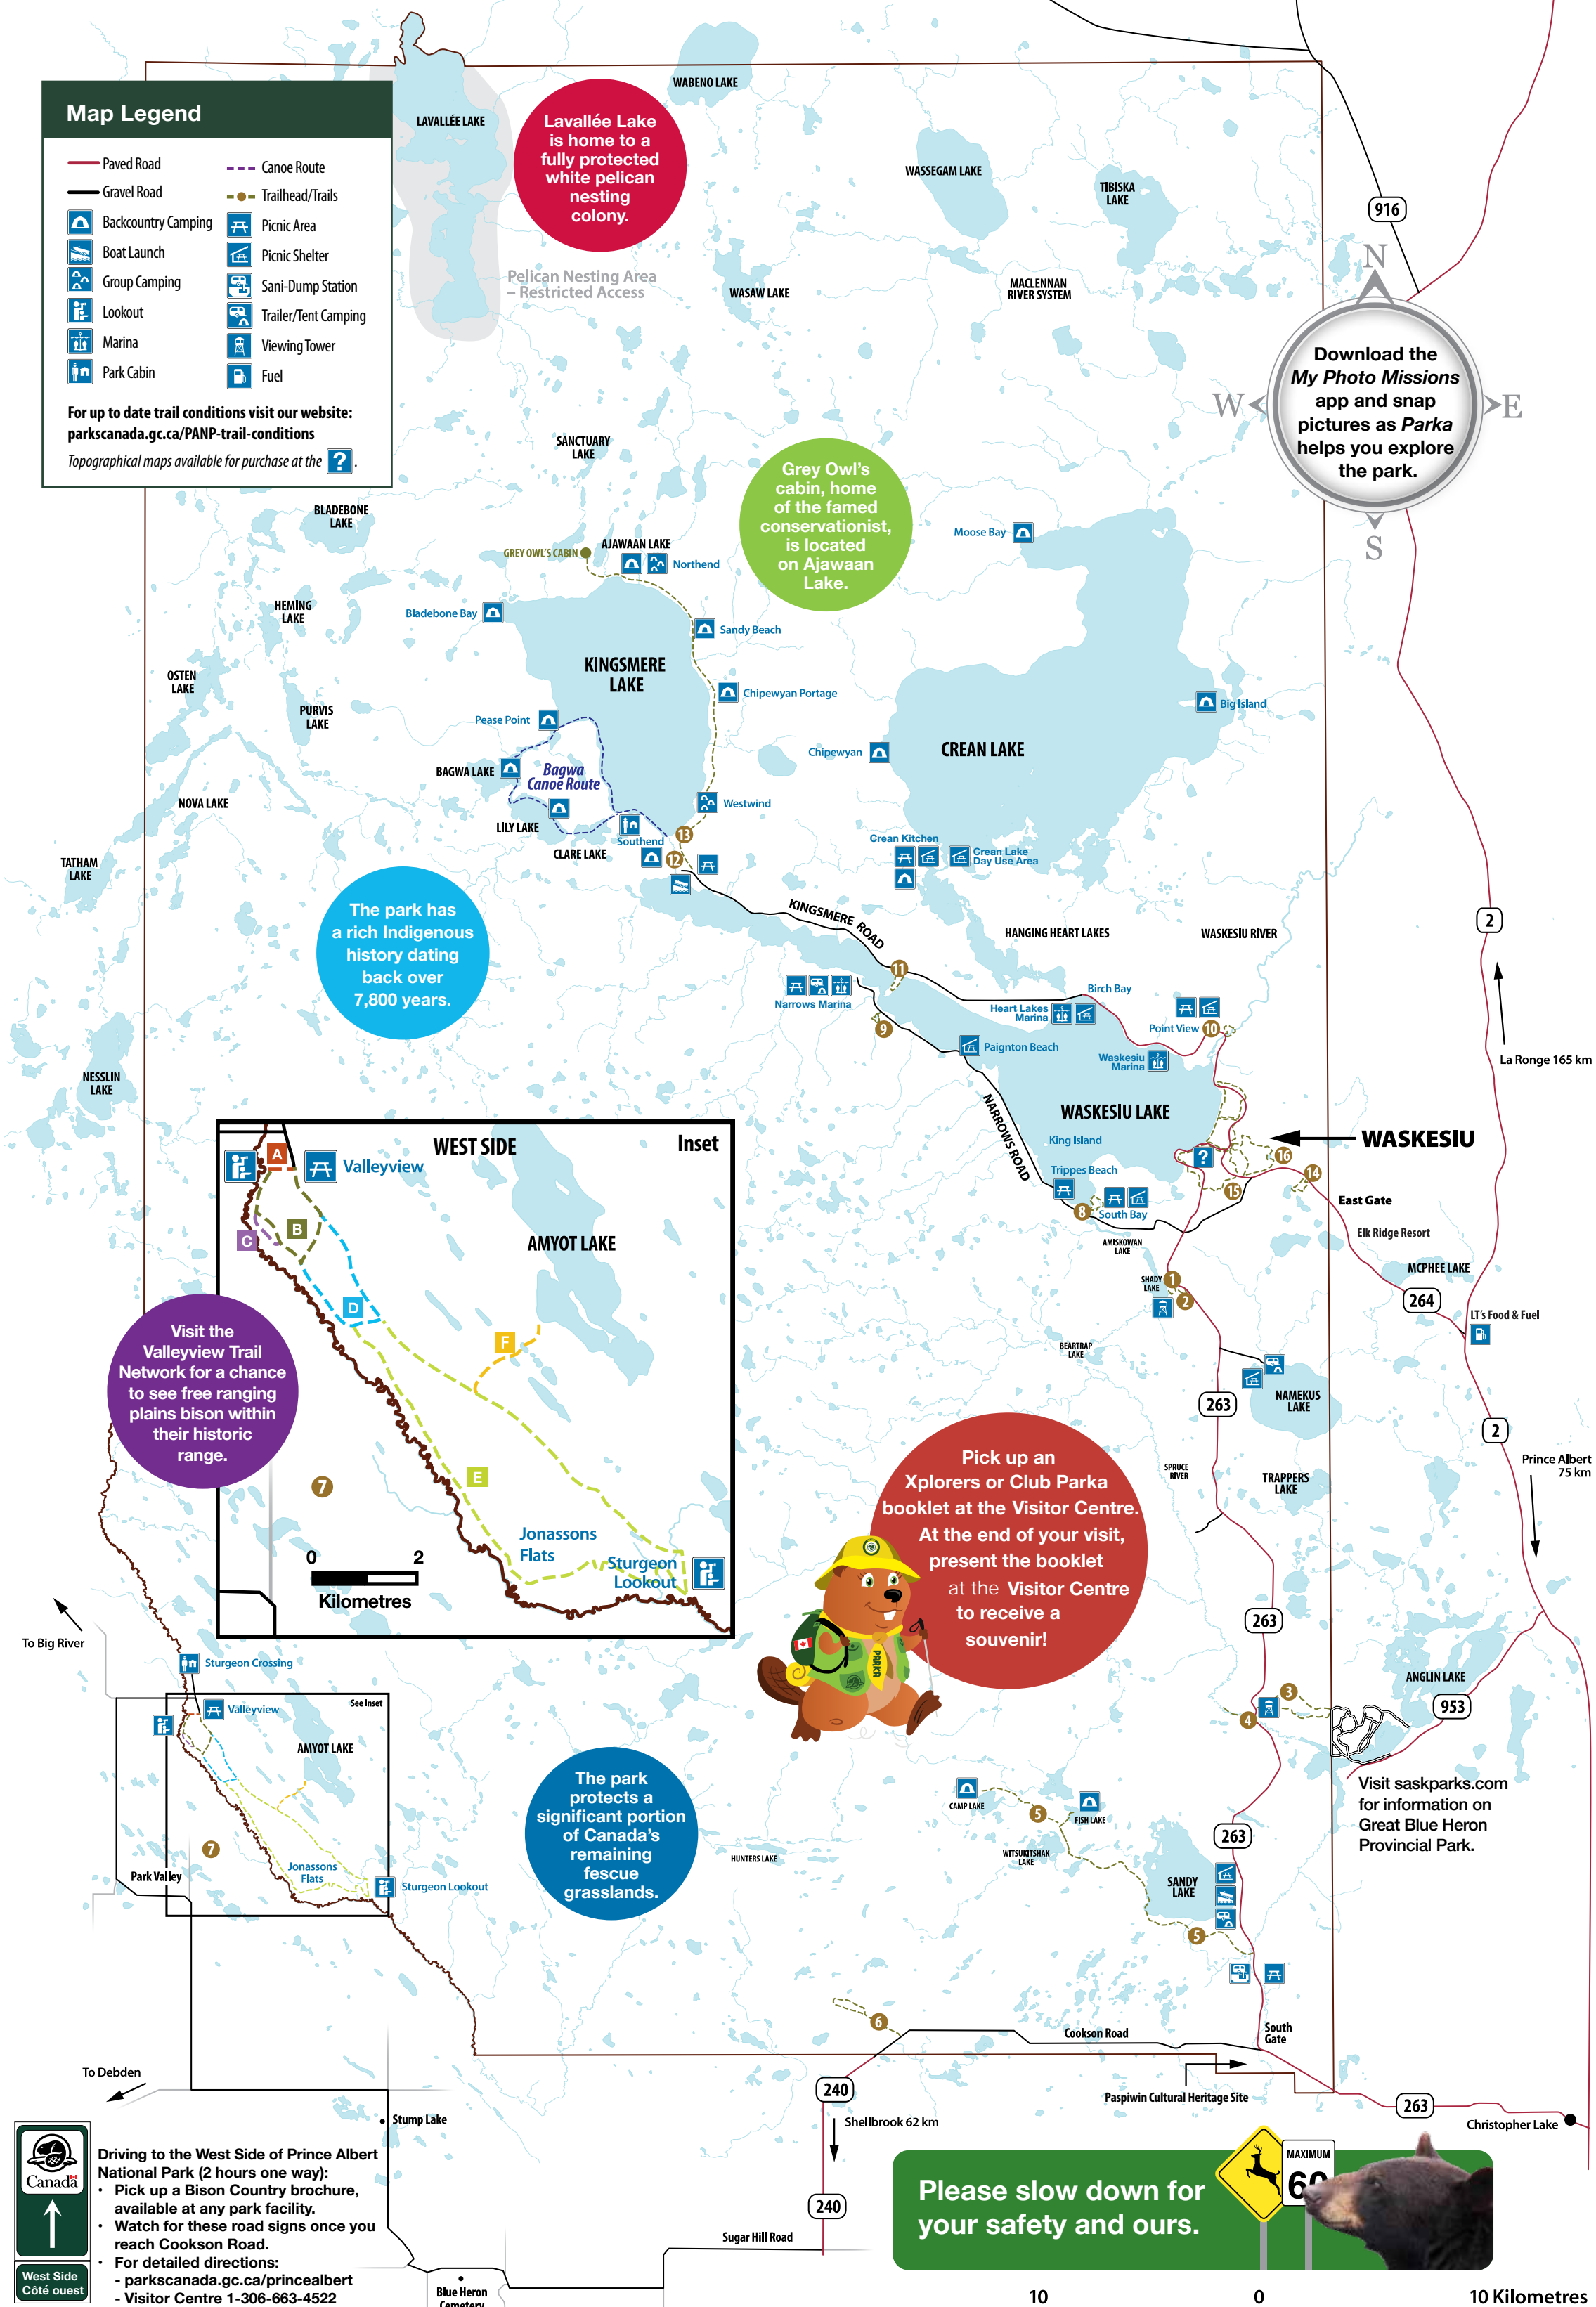 Map Legend
Paved Road
Gravel Road
Backcountry Camping
Boat Launch
Group Camping
Lookout
Marina
Park Cabin
Canoe Route
Trailhead/Trails
Picnic Area
Picnic Shelter
Sani-Dump Station
Trailer/Tent Camping
Viewing Tower
Fuel
For up to date trail conditions visit our website:
parkscanada.gc.ca/PANP-trail-conditions
Topographical maps available for purchase at the ? .
LAVALLÉE LAKE
Lavallée Lake
is home to a
fully protected
white pelican
nesting
colony.
Pelican Nesting Area
– Restricted Access
WABENO LAKE
WASSEGAM LAKE
TIBISKA
LAKE
WASAW LAKE
MACLENNAN
RIVER SYSTEM
916
N
W
E
S
Download the
My Photo Missions
app and snap
pictures as Parka
helps you explore
the park.
SANCTUARY
LAKE
Grey Owl's
cabin, home
of the famed
conservationist,
is located
on Ajawaan
Lake.
BLADEBONE
LAKE
GREY OWL'S CABIN
AJAWAAN LAKE
Northend
Moose Bay
HEMING
LAKE
Bladebone Bay
Sandy Beach
KINGSMERE
LAKE
OSTEN
LAKE
PURVIS
LAKE
Chipewyan Portage
Big Island
Pease Point
Chipewyan
CREAN LAKE
BAGWA LAKE
Bagwa
Canoe Route
NOVA LAKE
LILY LAKE
Westwind
13
Southend
CLARE LAKE
12
Crean Kitchen
Crean Lake
Day Use Area
TATHAM
LAKE
The park has
a rich Indigenous
history dating
back over
7,800 years.
KINGSMERE ROAD
HANGING HEART LAKES
WASKESIU RIVER
2
11
Narrows Marina
Birch Bay
Heart Lakes
Marina
9
Point View
10
Paignton Beach
Waskesiu
Marina
La Ronge 165 km
NESSLIN
LAKE
NARROWS ROAD
WASKESIU LAKE
King Island
WASKESIU
?
16
14
15
Trippes Beach
8
South Bay
East Gate
Elk Ridge Resort
AMISKOWAN
LAKE
MCPHEE LAKE
SHADY
LAKE
1
2
264
LT's Food & Fuel
BEARTRAP
LAKE
NAMEKUS
LAKE
263
2
WEST SIDE
Inset
A
Valleyview
B
C
AMYOT LAKE
D
F
E
7
Jonassons
Flats
Sturgeon
Lookout
0
2
Kilometres
Visit the
Valleyview Trail
Network for a chance
to see free ranging
plains bison within
their historic
range.
Pick up an
Xplorers or Club Parka
booklet at the Visitor Centre.
At the end of your visit,
present the booklet
at the Visitor Centre
to receive a
souvenir!
PARKA
SPRUCE
RIVER
TRAPPERS
LAKE
Prince Albert
75 km
263
To Big River
Sturgeon Crossing
Valleyview
See Inset
AMYOT LAKE
7
Park Valley
Jonassons
Flats
Sturgeon Lookout
ANGLIN LAKE
3
4
953
The park
protects a
significant portion
of Canada's
remaining
fescue
grasslands.
Visit saskparks.com
for information on
Great Blue Heron
Provincial Park.
CAMP LAKE
5
FISH LAKE
WITSUKITSHAK
LAKE
HUNTERS LAKE
263
SANDY
LAKE
5
6
Cookson Road
South
Gate
To Debden
240
Paspiwin Cultural Heritage Site
263
Christopher Lake
Stump Lake
Shellbrook 62 km
240
Sugar Hill Road
Blue Heron
Cemetery
Canada
West Side
Côté ouest
Driving to the West Side of Prince Albert
National Park (2 hours one way):
• Pick up a Bison Country brochure,
available at any park facility.
• Watch for these road signs once you
reach Cookson Road.
• For detailed directions:
- parkscanada.gc.ca/princealbert
- Visitor Centre 1-306-663-4522
Please slow down for
your safety and ours.
MAXIMUM
60
10
0
10 Kilometres